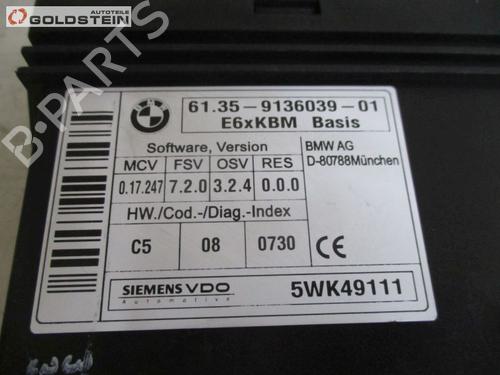 GOLDSTEIN
B-PARTS
BMW
61.35 - 9136039 - 01
E6xKBM Basis
Software, Version
BMW AG
D-80788München
MCV FSV OSV RES
0.17.247 7.2.0 3.2.4 0.0.0
HW./Cod.-/Diag.-Index
C5 08 0730
CE
SIEMENS VDO
Automotive
5WK49111